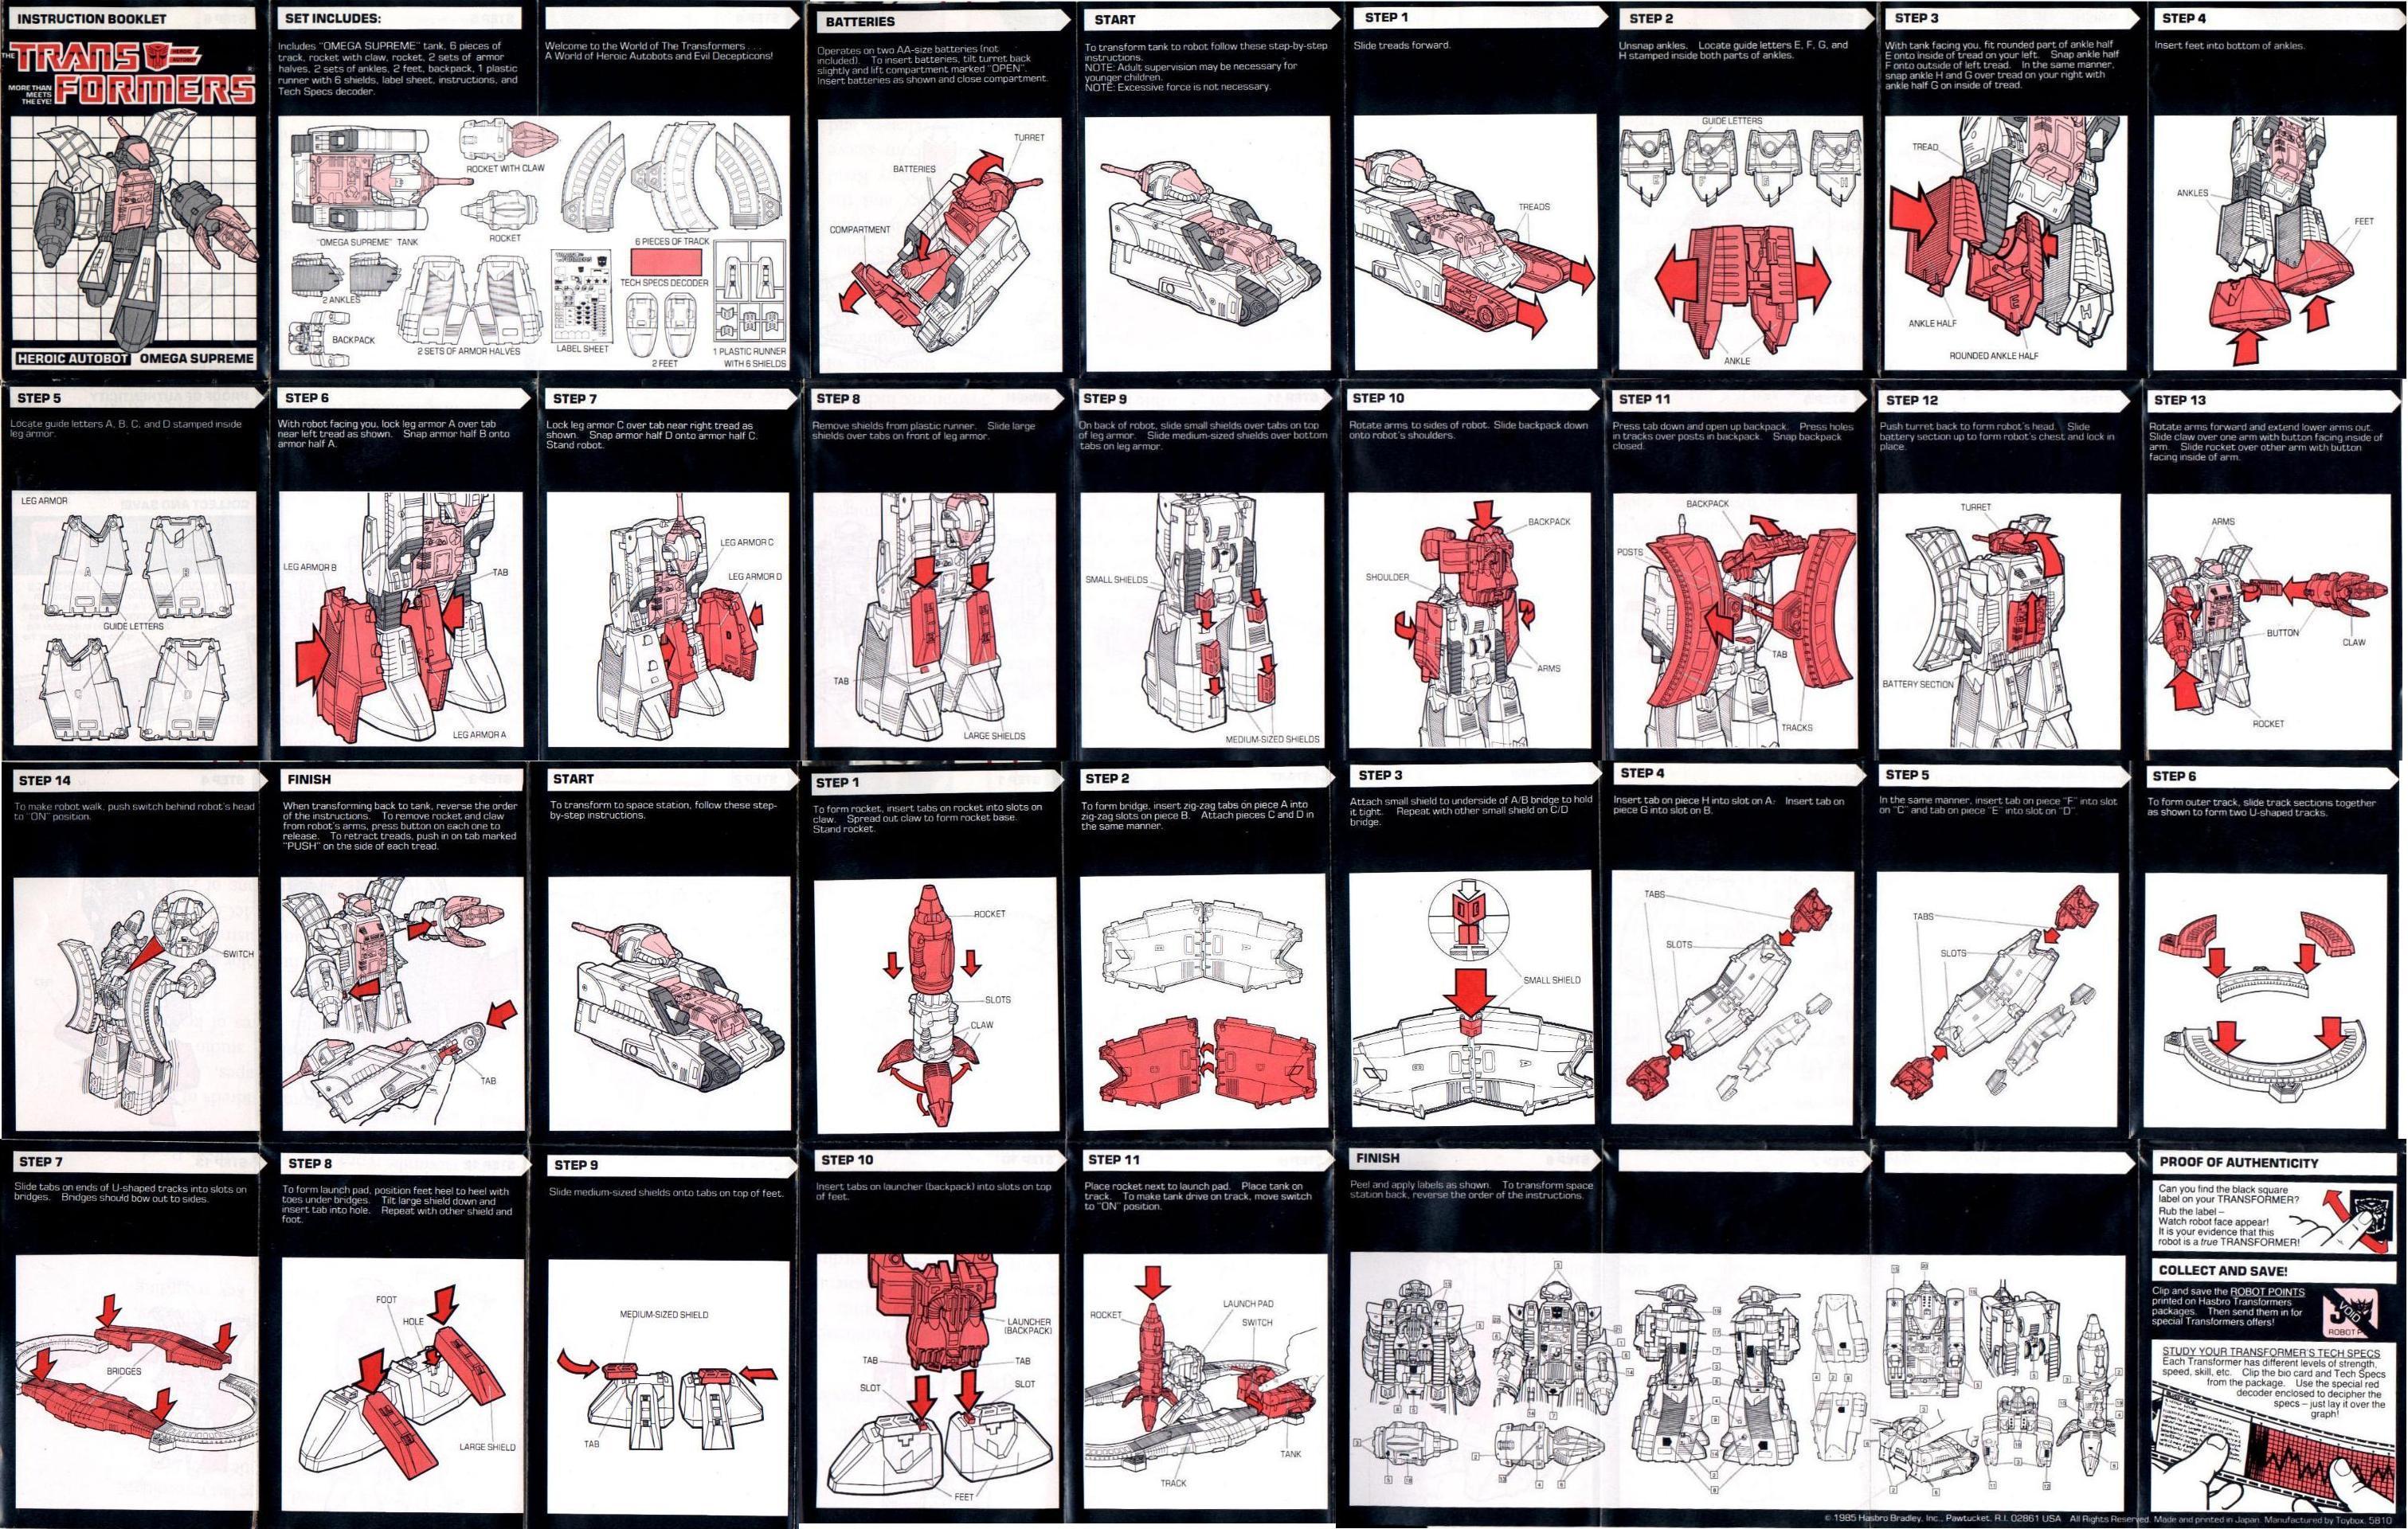 INSTRUCTION BOOKLET
THE TRANSFORMERS
HEROIC AUTOBOT
MORE THAN
MEETS
THE EYE!
HEROIC AUTOBOT OMEGA SUPREME
SET INCLUDES:
Includes "OMEGA SUPREME" tank, 6 pieces of
track, rocket with claw, rocket, 2 sets of armor
halves, 2 sets of ankles, 2 feet, backpack, 1 plastic
runner with 6 shields, label sheet, instructions, and
Tech Specs decoder.
Welcome to the World of The Transformers . . .
A World of Heroic Autobots and Evil Decepticons!
ROCKET WITH CLAW
"OMEGA SUPREME" TANK
ROCKET
6 PIECES OF TRACK
2 ANKLES
TECH SPECS DECODER
BACKPACK
2 SETS OF ARMOR HALVES
LABEL SHEET
2 FEET
1 PLASTIC RUNNER
WITH 6 SHIELDS
BATTERIES
Operates on two AA-size batteries (not
included). To insert batteries, tilt turret back
slightly and lift compartment marked "OPEN".
Insert batteries as shown and close compartment.
TURRET
BATTERIES
COMPARTMENT
START
To transform tank to robot follow these step-by-step
instructions.
NOTE: Adult supervision may be necessary for
younger children.
NOTE: Excessive force is not necessary.
STEP 1
Slide treads forward.
TREADS
STEP 2
Unsnap ankles. Locate guide letters E, F, G, and
H stamped inside both parts of ankles.
GUIDE LETTERS
ANKLE
STEP 3
With tank facing you, fit rounded part of ankle half
E onto inside of tread on your left. Snap ankle half
F onto outside of left tread. In the same manner,
snap ankle H and G over tread on your right with
ankle half G on inside of tread.
TREAD
E
H
ANKLE HALF
ROUNDED ANKLE HALF
STEP 4
Insert feet into bottom of ankles.
ANKLES
FEET
STEP 5
Locate guide letters A, B, C, and D stamped inside
leg armor.
LEG ARMOR
A
B
GUIDE LETTERS
C
D
STEP 6
With robot facing you, lock leg armor A over tab
near left tread as shown. Snap armor half B onto
armor half A.
LEG ARMOR B
TAB
LEG ARMOR A
STEP 7
Lock leg armor C over tab near right tread as
shown. Snap armor half D onto armor half C.
Stand robot.
LEG ARMOR C
LEG ARMOR D
STEP 8
Remove shields from plastic runner. Slide large
shields over tabs on front of leg armor.
TAB
LARGE SHIELDS
STEP 9
On back of robot, slide small shields over tabs on top
of leg armor. Slide medium-sized shields over bottom
tabs on leg armor.
SMALL SHIELDS
MEDIUM-SIZED SHIELDS
STEP 10
Rotate arms to sides of robot. Slide backpack down
onto robot's shoulders.
BACKPACK
SHOULDER
ARMS
STEP 11
Press tab down and open up backpack. Press holes
in tracks over posts in backpack. Snap backpack
closed.
BACKPACK
POSTS
TAB
TRACKS
STEP 12
Push turret back to form robot's head. Slide
battery section up to form robot's chest and lock in
place.
TURRET
BATTERY SECTION
STEP 13
Rotate arms forward and extend lower arms out.
Slide claw over one arm with button facing inside of
arm. Slide rocket over other arm with button
facing inside of arm.
ARMS
BUTTON
CLAW
ROCKET
STEP 14
To make robot walk, push switch behind robot's head
to "ON" position.
SWITCH
FINISH
When transforming back to tank, reverse the order
of the instructions. To remove rocket and claw
from robot's arms, press button on each one to
release. To retract treads, push in on tab marked
"PUSH" on the side of each tread.
TAB
START
To transform to space station, follow these step-
by-step instructions.
STEP 1
To form rocket, insert tabs on rocket into slots on
claw. Spread out claw to form rocket base.
Stand rocket.
ROCKET
SLOTS
CLAW
STEP 2
To form bridge, insert zig-zag tabs on piece A into
zig-zag slots on piece B. Attach pieces C and D in
the same manner.
STEP 3
Attach small shield to underside of A/B bridge to hold
it tight. Repeat with other small shield on C/D
bridge.
SMALL SHIELD
STEP 4
Insert tab on piece H into slot on A. Insert tab on
piece G into slot on B.
TABS
SLOTS
STEP 5
In the same manner, insert tab on piece "F" into slot
on "C" and tab on piece "E" into slot on "D".
TABS
SLOTS
STEP 6
To form outer track, slide track sections together
as shown to form two U-shaped tracks.
STEP 7
Slide tabs on ends of U-shaped tracks into slots on
bridges. Bridges should bow out to sides.
BRIDGES
STEP 8
To form launch pad, position feet heel to heel with
toes under bridges. Tilt large shield down and
insert tab into hole. Repeat with other shield and
foot.
FOOT
HOLE
LARGE SHIELD
STEP 9
Slide medium-sized shields onto tabs on top of feet.
MEDIUM-SIZED SHIELD
TAB
STEP 10
Insert tabs on launcher (backpack) into slots on top
of feet.
LAUNCHER
(BACKPACK)
TAB
TAB
SLOT
SLOT
FEET
STEP 11
Place rocket next to launch pad. Place tank on
track. To make tank drive on track, move switch
to "ON" position.
ROCKET
LAUNCH PAD
SWITCH
TANK
TRACK
FINISH
Peel and apply labels as shown. To transform space
station back, reverse the order of the instructions.
PROOF OF AUTHENTICITY
Can you find the black square
label on your TRANSFORMER?
Rub the label –
Watch robot face appear!
It is your evidence that this
robot is a true TRANSFORMER!
COLLECT AND SAVE!
Clip and save the ROBOT POINTS
printed on Hasbro Transformers
packages. Then send them in for
special Transformers offers!
VOID
ROBOT P
STUDY YOUR TRANSFORMER'S TECH SPECS
Each Transformer has different levels of strength,
speed, skill, etc. Clip the bio card and Tech Specs
from the package. Use the special red
decoder enclosed to decipher the
specs – just lay it over the
graph!
© 1985 Hasbro Bradley, Inc., Pawtucket, R.I. 02861 USA All Rights Reserved. Made and printed in Japan. Manufactured by Toybox. 5810